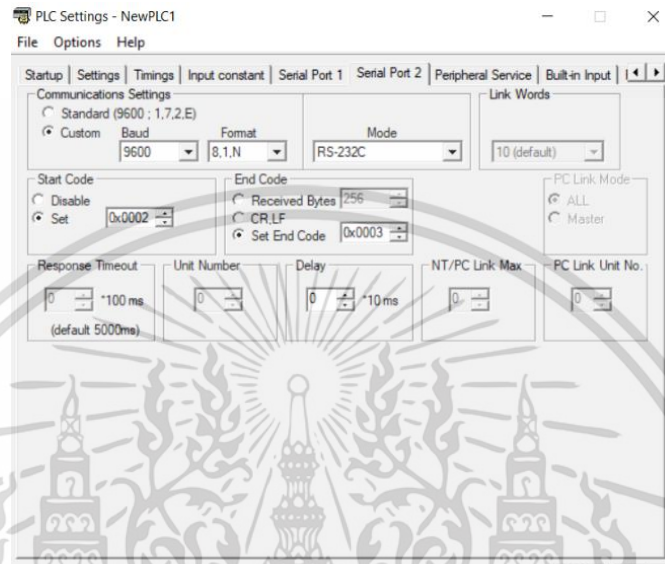 PLC Settings - NewPLC1
File Options Help
Startup Settings Timings Input constant Serial Port 1 Serial Port 2 Peripheral Service Built-in Input
Communications Settings
Link Words
Standard (9600 ; 1,7,2,E)
Custom Baud Format Mode
9600 8,1,N RS-232C 10 (default)
Start Code End Code PC Link Mode
Disable Received Bytes 256 ALL
Set 0x0002 CR,LF Master
Set End Code 0x0003
Response Timeout Unit Number Delay NT/PC Link Max PC Link Unit No.
0 *100 ms 0 0 *10 ms 0 0
(default 5000ms)